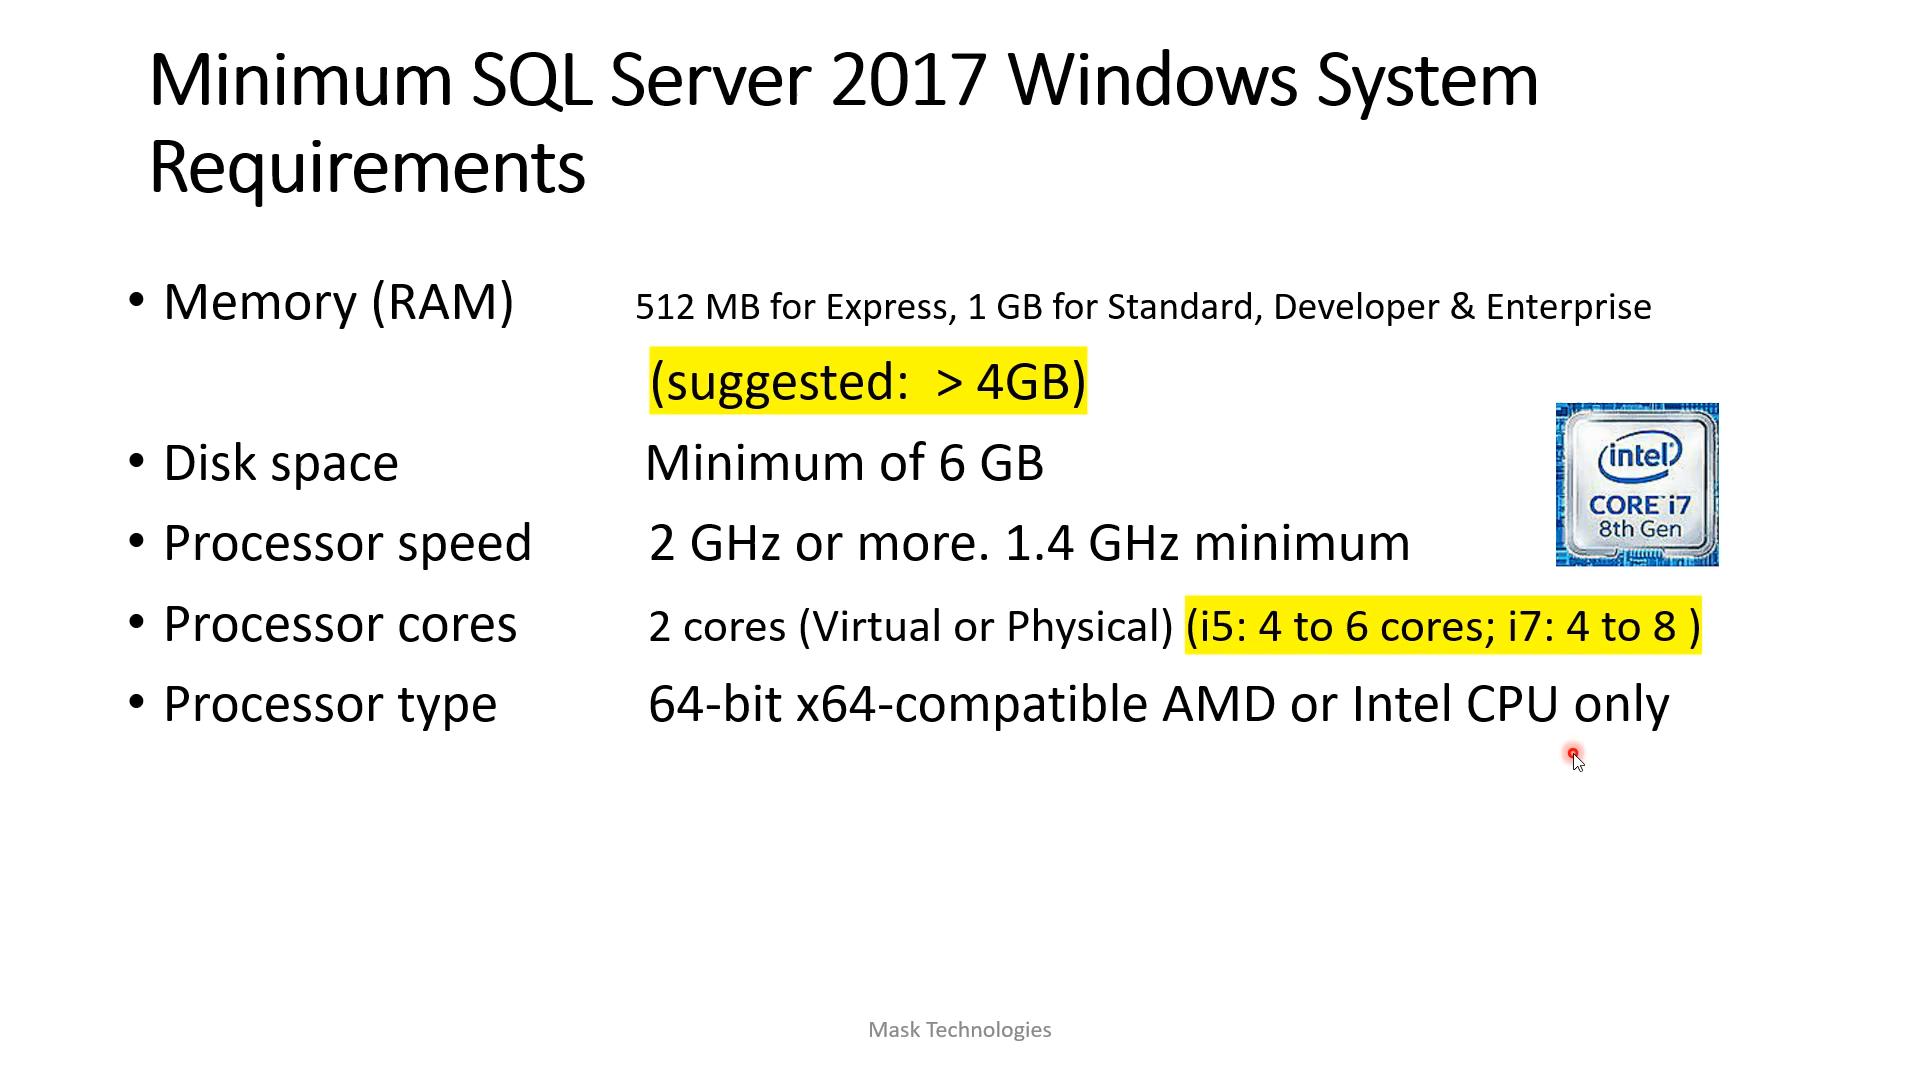 Minimum SQL Server 2017 Windows System
Requirements
• Memory (RAM) 512 MB for Express, 1 GB for Standard, Developer & Enterprise
(suggested: > 4GB)
• Disk space Minimum of 6 GB
• Processor speed 2 GHz or more. 1.4 GHz minimum
• Processor cores 2 cores (Virtual or Physical) (i5: 4 to 6 cores; i7: 4 to 8 )
• Processor type 64-bit x64-compatible AMD or Intel CPU only
intel
CORE™ i7
8th Gen
Mask Technologies